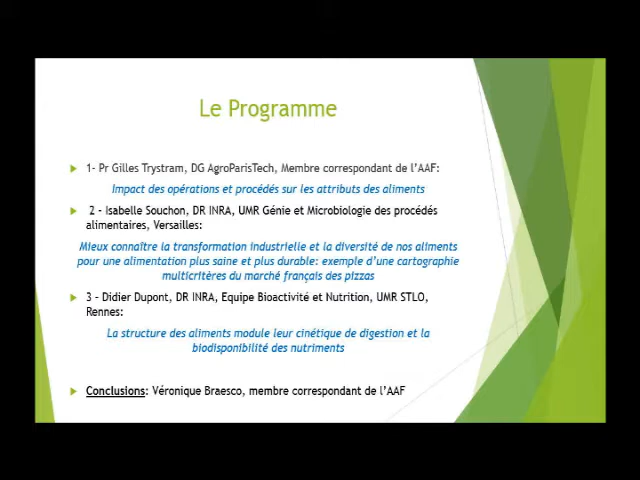 Le Programme
1- Pr Gilles Trystram, DG AgroParisTech, Membre correspondant de l'AAF:
Impact des opérations et procédés sur les attributs des aliments
2 - Isabelle Souchon, DR INRA, UMR Génie et Microbiologie des procédés
alimentaires, Versailles:
Mieux connaître la transformation industrielle et la diversité de nos aliments
pour une alimentation plus saine et plus durable: exemple d'une cartographie
multicritères du marché français des pizzas
3 - Didier Dupont, DR INRA, Equipe Bioactivité et Nutrition, UMR STLO,
Rennes:
La structure des aliments module leur cinétique de digestion et la
biodisponibilité des nutriments
Conclusions: Véronique Braesco, membre correspondant de l'AAF